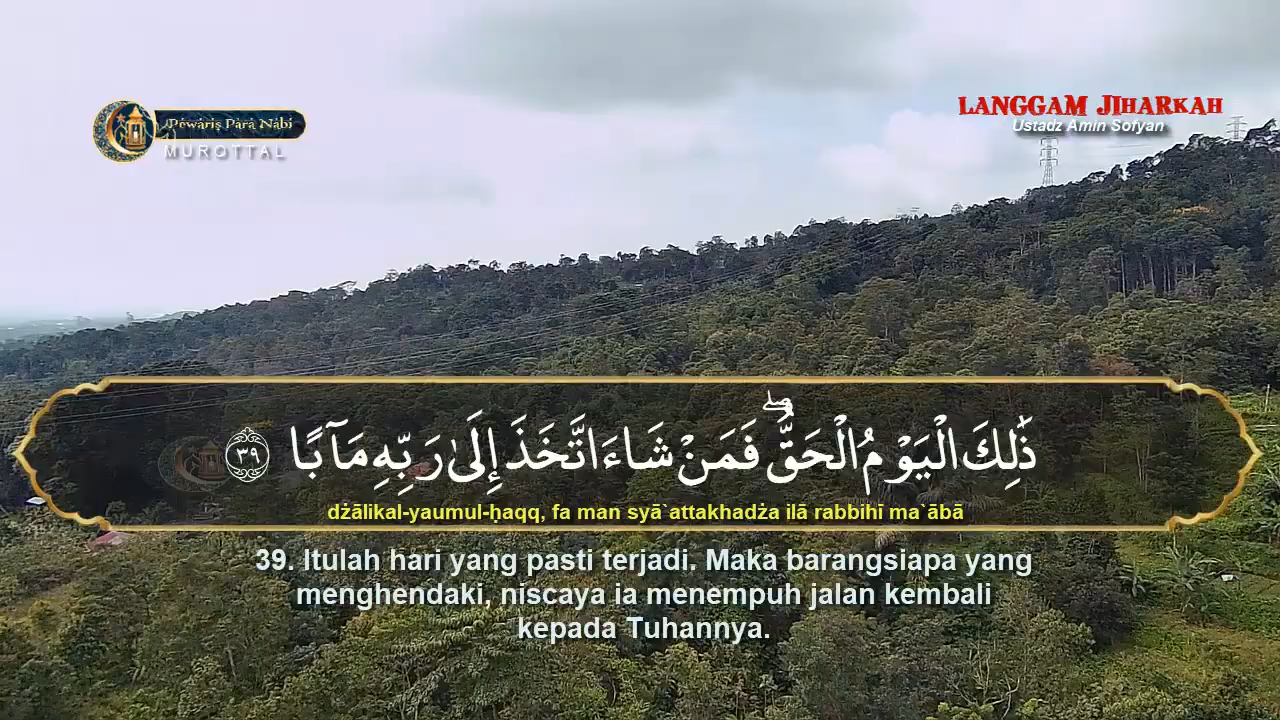 Pewaris Para Nabi
MUROTTAL
LANGGAM JIHARKAH
Ustadz Amin Sofyan
ذَٰلِكَ الْيَوْمُ الْحَقُّ ۖ فَمَنْ شَاءَ اتَّخَذَ إِلَىٰ رَبِّهِ مَآبًا ٣٩
dżālikal-yaumul-ḥaqq, fa man syā`attakhadża ilā rabbihī ma`ābā
39. Itulah hari yang pasti terjadi. Maka barangsiapa yang
menghendaki, niscaya ia menempuh jalan kembali
kepada Tuhannya.